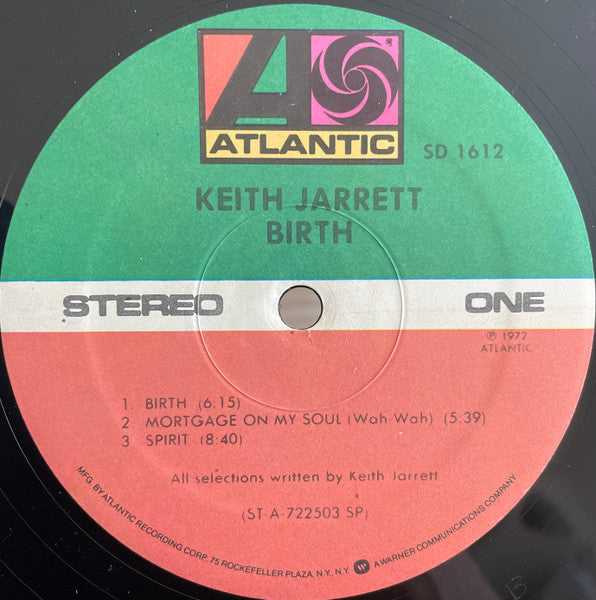 ATLANTIC
SD 1612
KEITH JARRETT
BIRTH
STEREO
ONE
℗ 1972
ATLANTIC
1. BIRTH (6:15)
2 MORTGAGE ON MY SOUL (Wah-Wah) (5:39)
3 SPIRIT (8:40)
All selections written by Keith Jarrett
(ST-A-722503 SP)
MFG. BY ATLANTIC RECORDING CORP. 75 ROCKEFELLER PLAZA, N.Y., N.Y. W A WARNER COMMUNICATIONS COMPANY
B